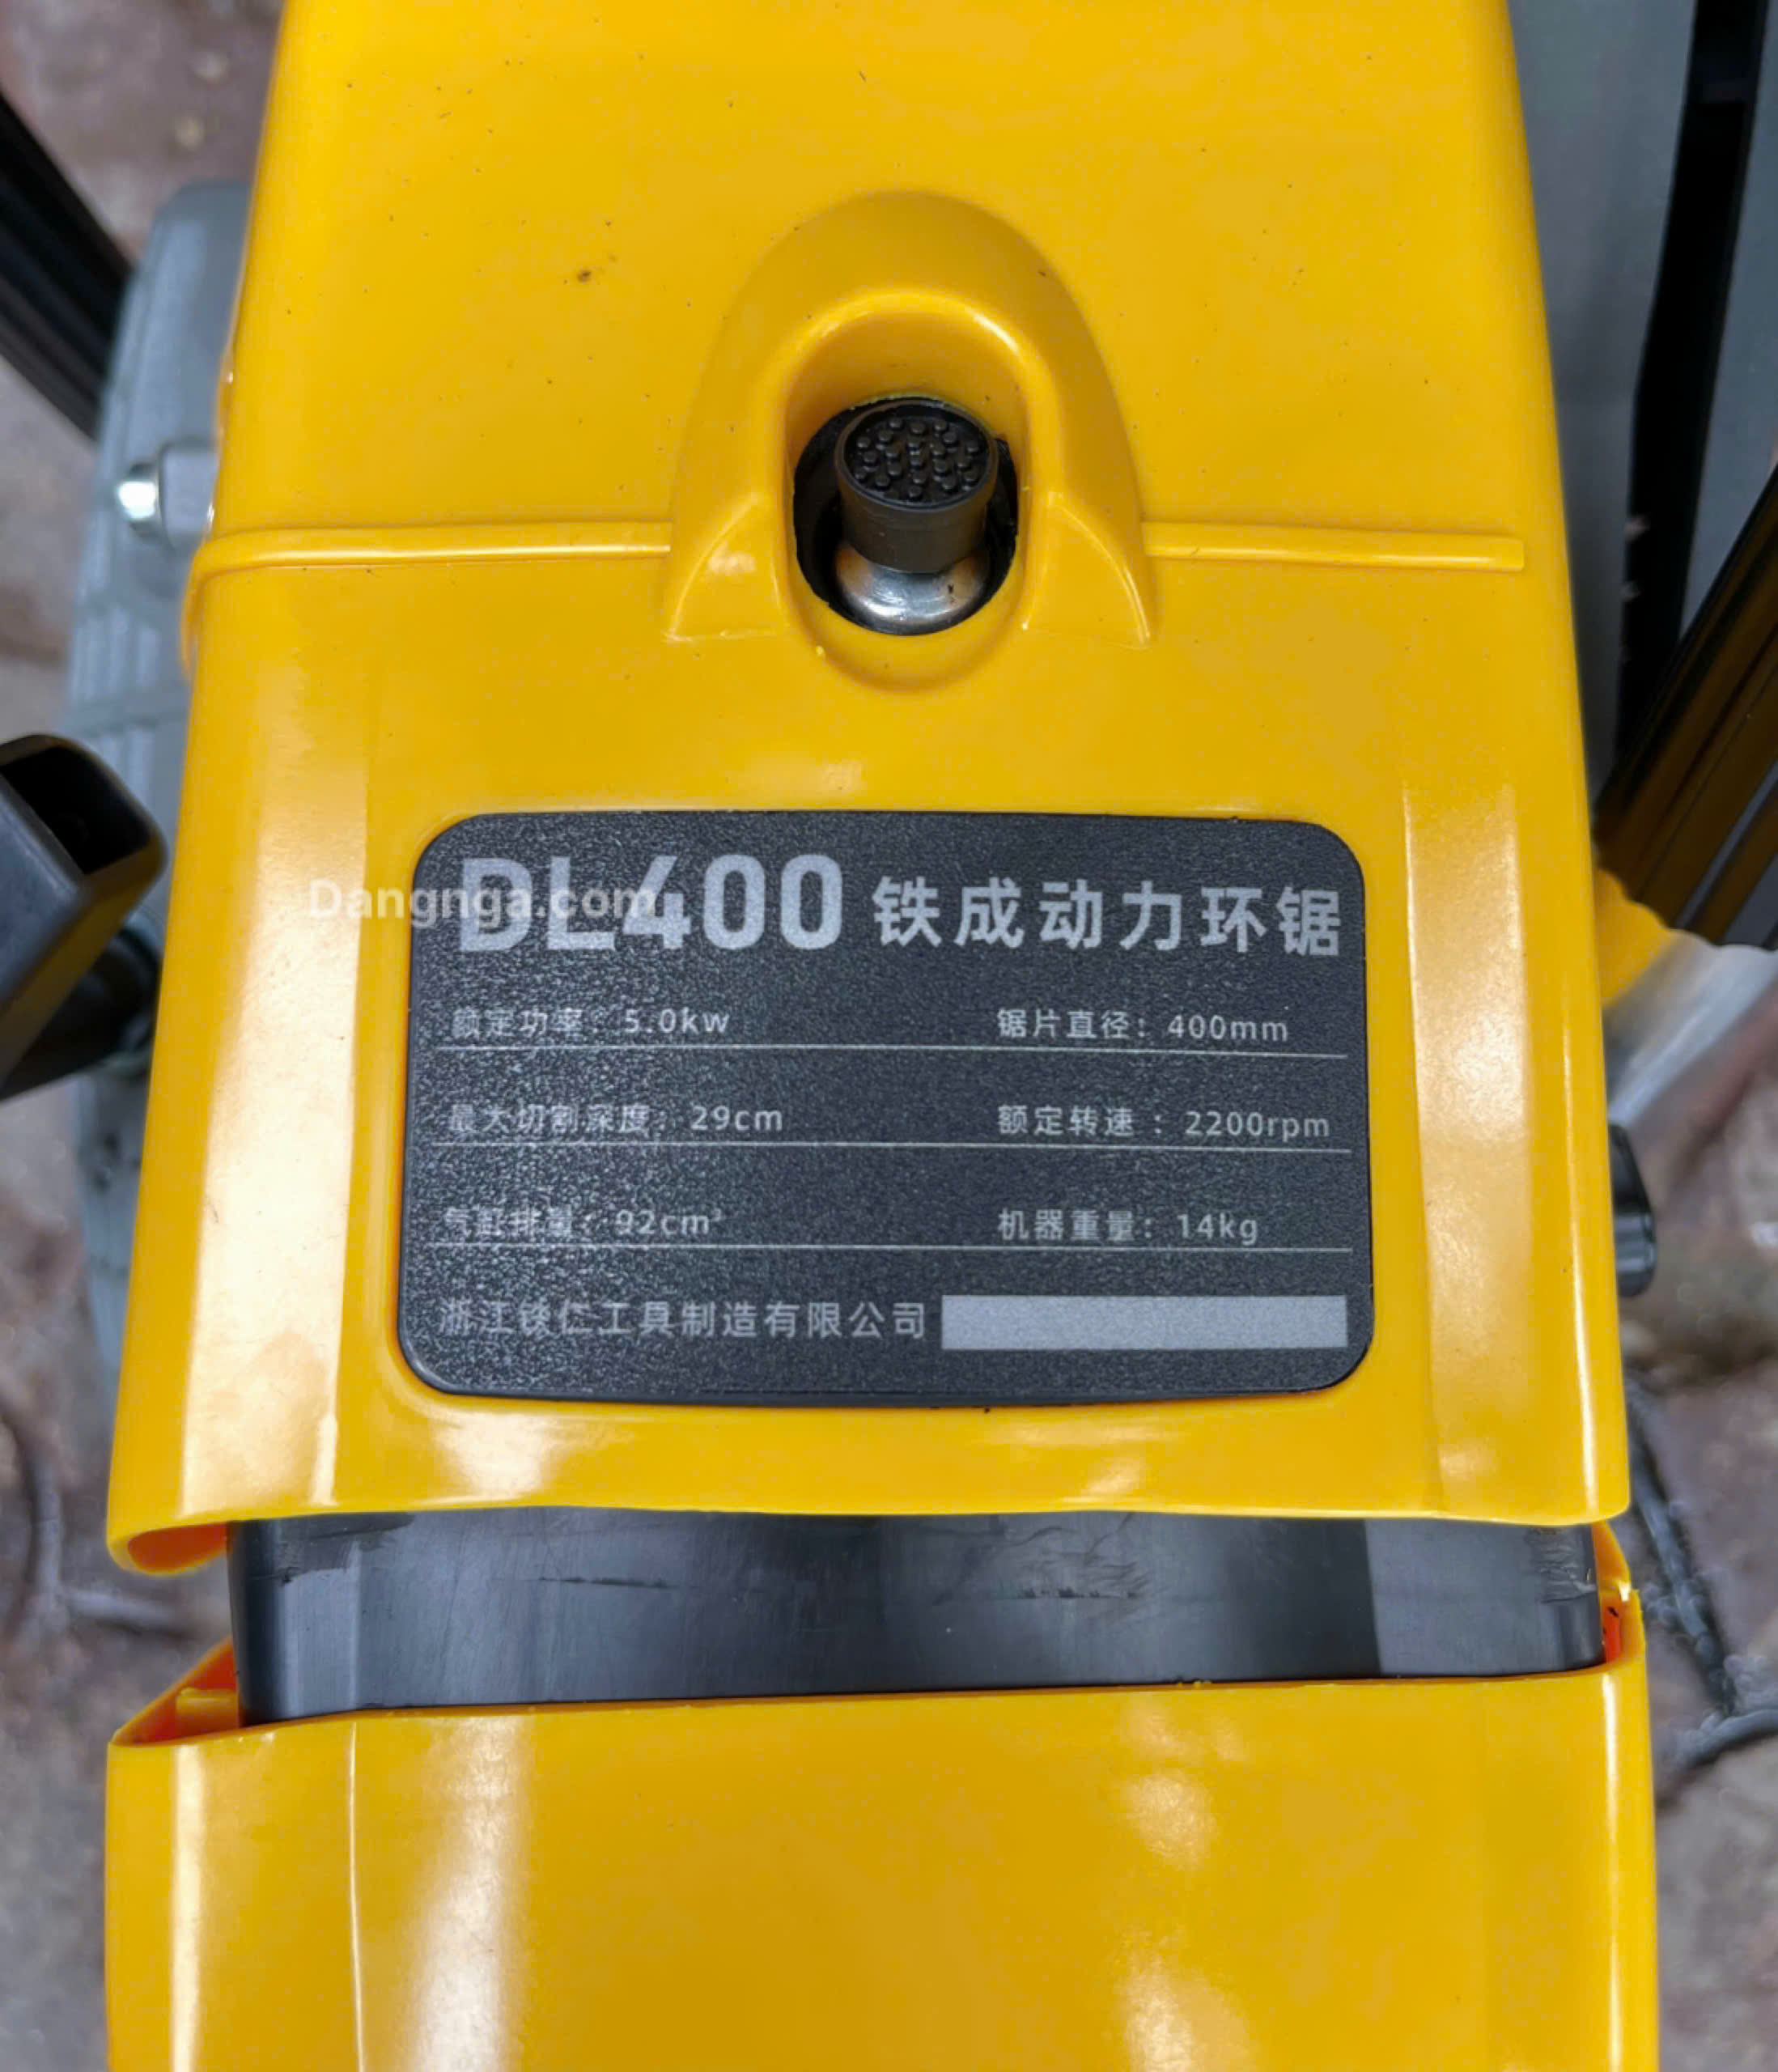 DL400 铁成动力环锯
Dangnga.com
额定功率：5.0kw 锯片直径：400mm
最大切割深度：29cm 额定转速：2200rpm
气缸排量：92cm³ 机器重量：14kg
浙江铁仁工具制造有限公司